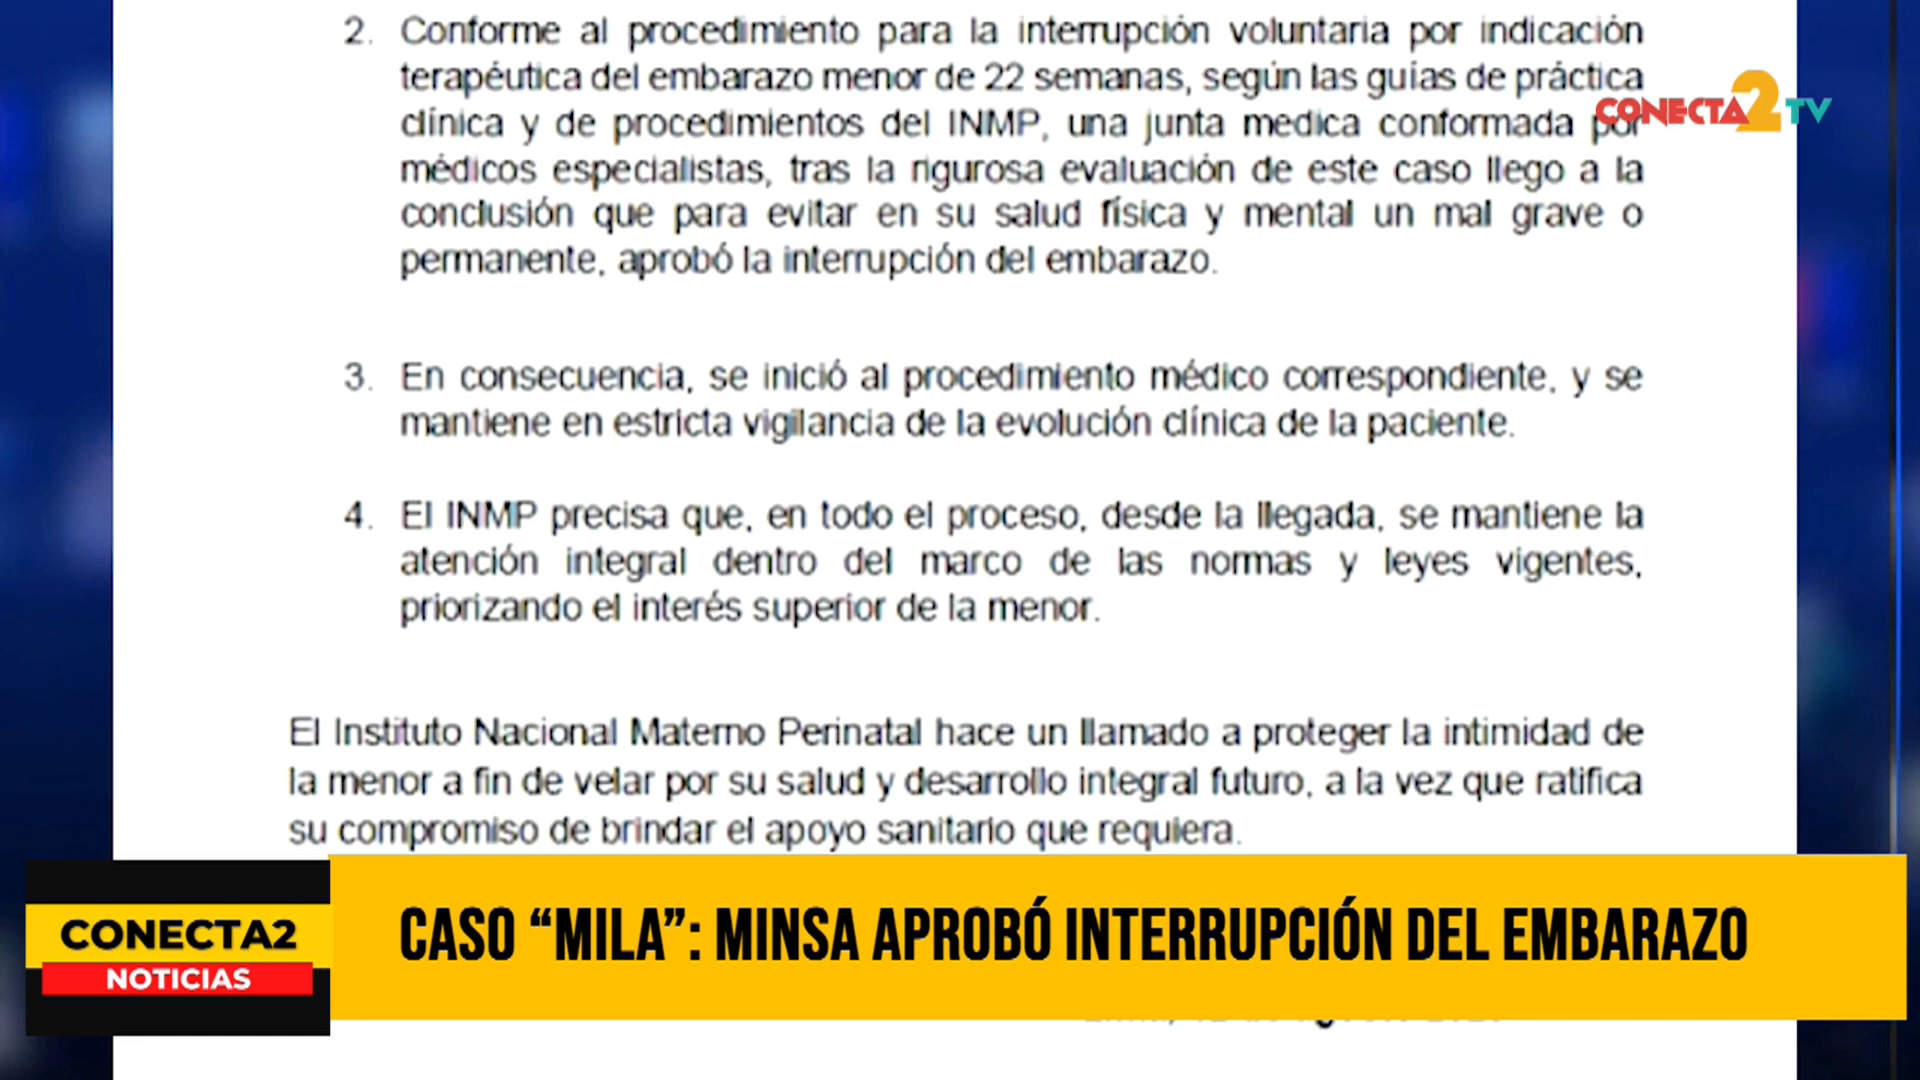 2. Conforme al procedimiento para la interrupción voluntaria por indicación
terapéutica del embarazo menor de 22 semanas, según las guías de práctica
clínica y de procedimientos del INMP, una junta medica conformada por
médicos especialistas, tras la rigurosa evaluación de este caso llego a la
conclusión que para evitar en su salud física y mental un mal grave o
permanente, aprobó la interrupción del embarazo.
CONECTA2TV
3. En consecuencia, se inició al procedimiento médico correspondiente, y se
mantiene en estricta vigilancia de la evolución clínica de la paciente.
4. El INMP precisa que, en todo el proceso, desde la llegada, se mantiene la
atención integral dentro del marco de las normas y leyes vigentes,
priorizando el interés superior de la menor.
El Instituto Nacional Materno Perinatal hace un llamado a proteger la intimidad de
la menor a fin de velar por su salud y desarrollo integral futuro, a la vez que ratifica
su compromiso de brindar el apoyo sanitario que requiera.
CONECTA2
NOTICIAS
CASO “MILA”: MINSA APROBÓ INTERRUPCIÓN DEL EMBARAZO